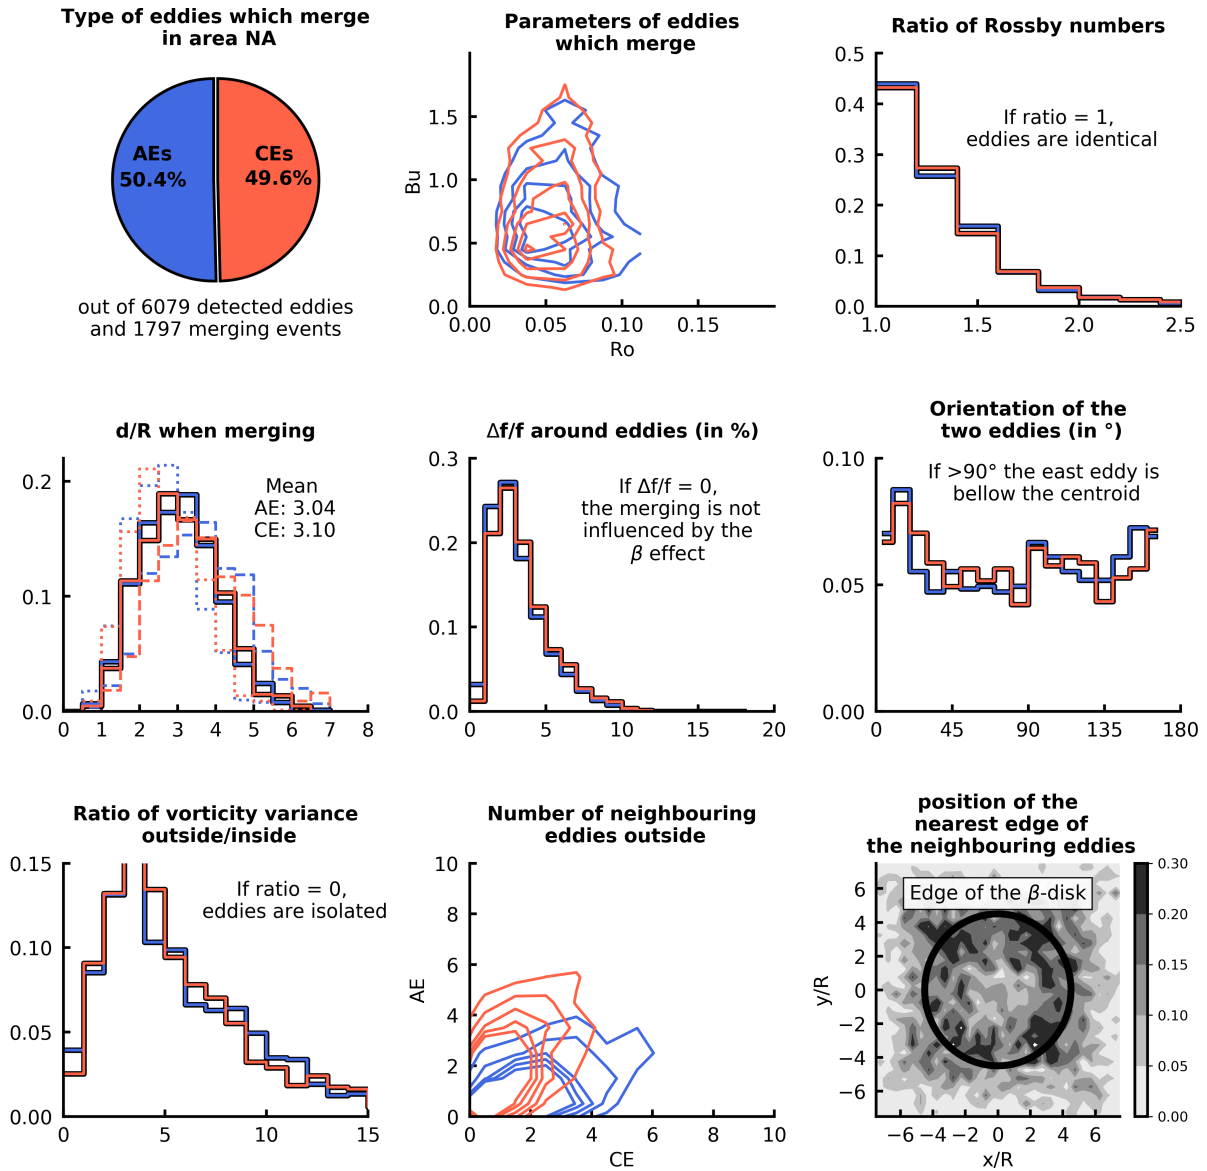 Type of eddies which merge
in area NA
AEs
50.4%
CEs
49.6%
out of 6079 detected eddies
and 1797 merging events
Parameters of eddies
which merge
Bu
1.5
1.0
0.5
0.0
0.00
0.05
0.10
0.15
Ro
Ratio of Rossby numbers
If ratio = 1,
eddies are identical
0.5
0.4
0.3
0.2
0.1
0.0
1.0
1.5
2.0
2.5
d/R when merging
Mean
AE: 3.04
CE: 3.10
0.2
0.1
0.0
0 1 2 3 4 5 6 7 8
Δf/f around eddies (in %)
If Δf/f = 0,
the merging is not
influenced by the
β effect
0.3
0.2
0.1
0.0
0 5 10 15 20
Orientation of the
two eddies (in °)
If >90° the east eddy is
bellow the centroid
0.10
0.05
0.00
0 45 90 135 180
Ratio of vorticity variance
outside/inside
If ratio = 0,
eddies are isolated
0.15
0.10
0.05
0.00
0 5 10 15
Number of neighbouring
eddies outside
AE
10
8
6
4
2
0
0 2 4 6 8 10
CE
position of the
nearest edge of
the neighbouring eddies
Edge of the β-disk
y/R
6
4
2
0
−2
−4
−6
−6 −4 −2 0 2 4 6
x/R
0.30
0.20
0.15
0.10
0.05
0.00